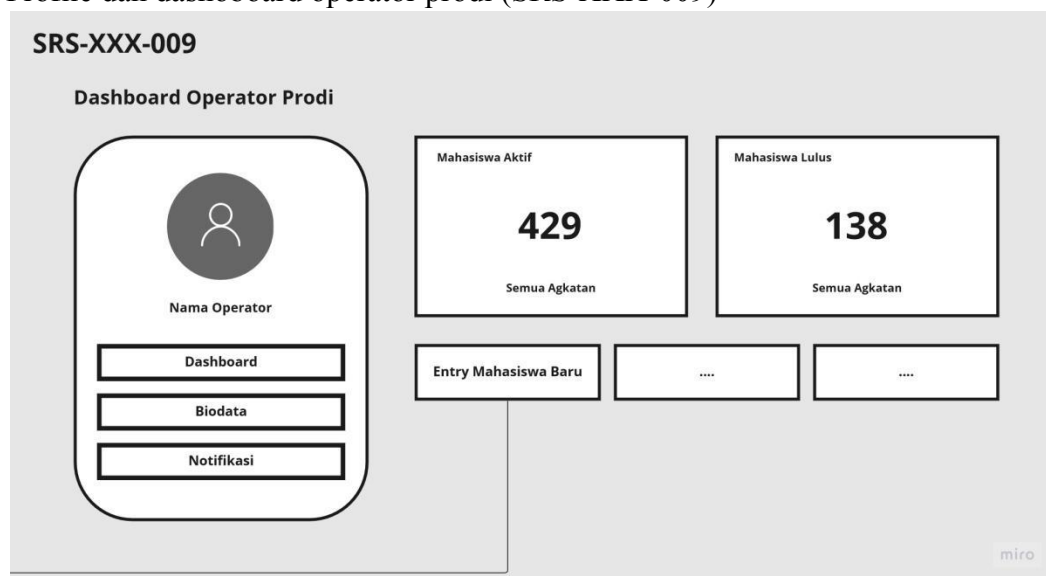 Profile dan dashboard operator prodi (SRS-XXX-009)
SRS-XXX-009
Dashboard Operator Prodi
Nama Operator
Dashboard
Biodata
Notifikasi
Mahasiswa Aktif
429
Semua Agkatan
Mahasiswa Lulus
138
Semua Agkatan
Entry Mahasiswa Baru
....
....
miro